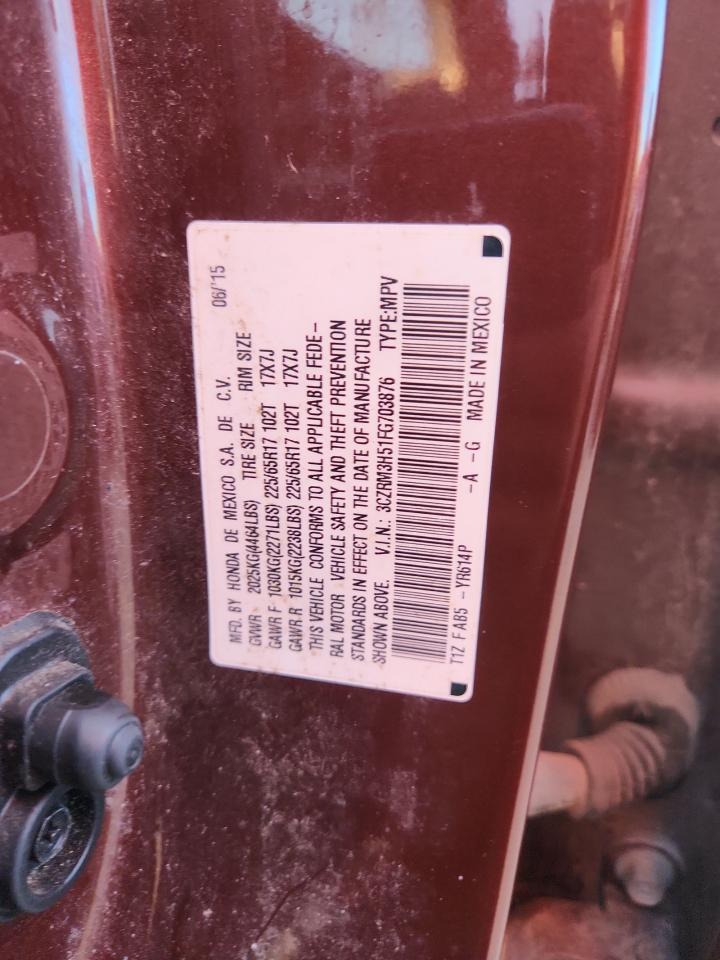 MFD. BY HONDA DE MEXICO S.A. DE C.V. 06/'15
GVWR 2025KG(4464LBS) TIRE SIZE RIM SIZE
GAWR F 1030KG(2271LBS) 225/65R17 102T 17X7J
GAWR R 1015KG(2238LBS) 225/65R17 102T 17X7J
THIS VEHICLE CONFORMS TO ALL APPLICABLE FEDE-
RAL MOTOR VEHICLE SAFETY AND THEFT PREVENTION
STANDARDS IN EFFECT ON THE DATE OF MANUFACTURE
SHOWN ABOVE. V.I.N.: 3CZRM3H51FG703876 TYPE:MPV
T1Z F AB5 -YR614P -A -G MADE IN MEXICO